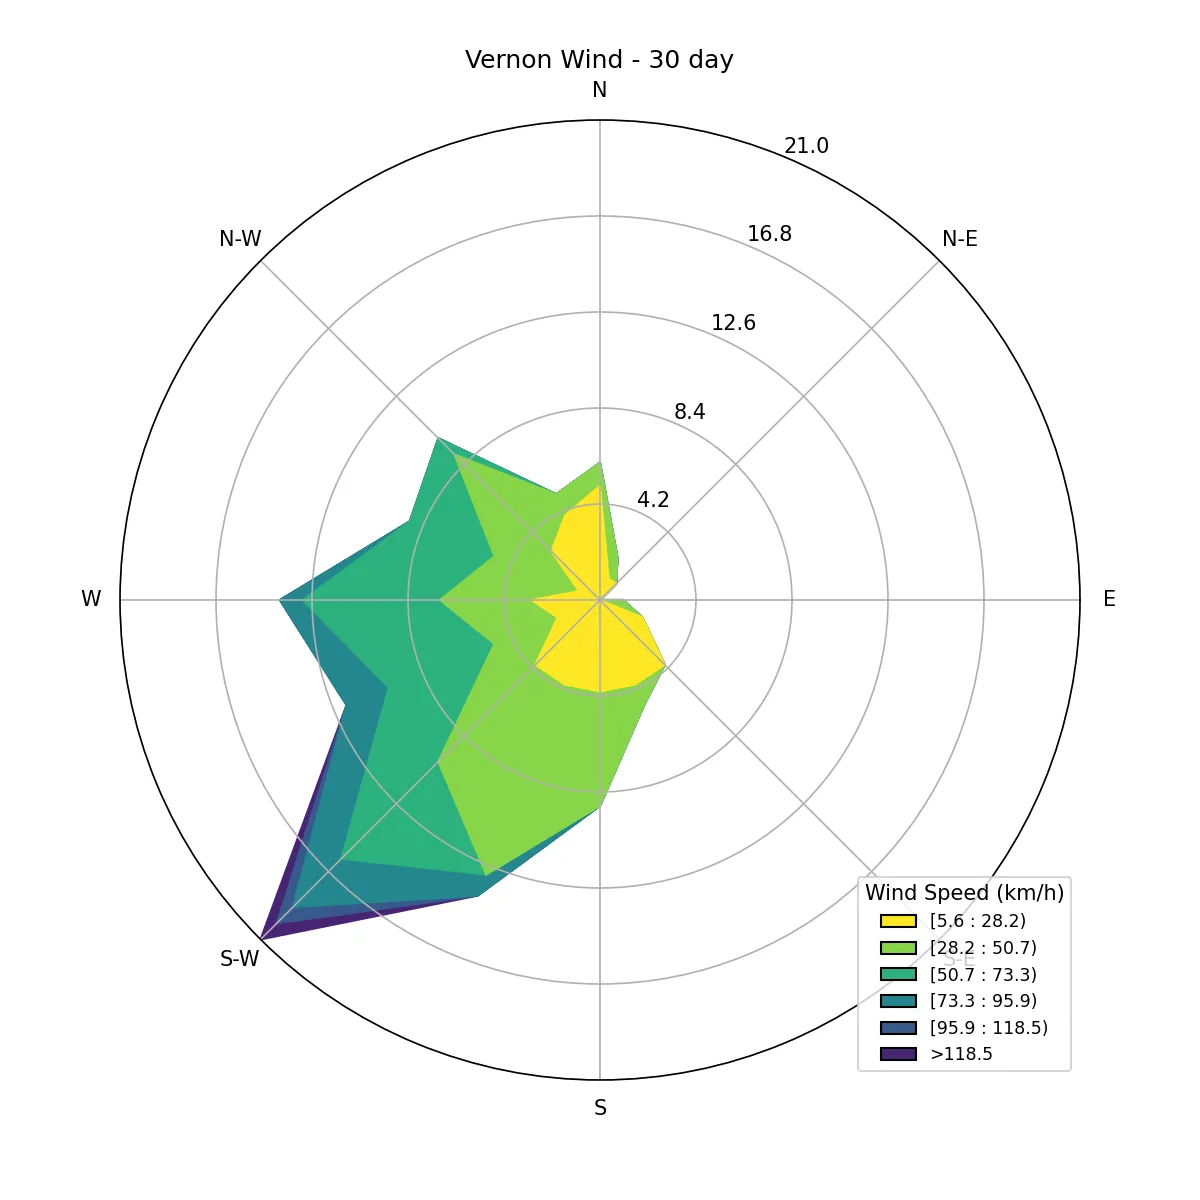 Vernon Wind - 30 day
N
21.0
16.8
N-W
N-E
12.6
8.4
4.2
W
E
Wind Speed (km/h)
[5.6 : 28.2)
[28.2 : 50.7)
S-W
S-E
[50.7 : 73.3)
[73.3 : 95.9)
[95.9 : 118.5)
>118.5
S